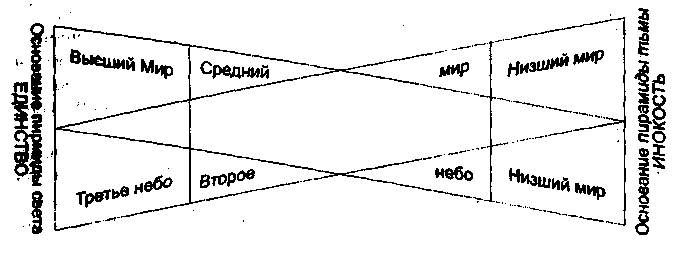 Основание пирамиды света
ЕДИНСТВО.
Высший Мир
Средний
мир
Низший мир
Третье небо
Второе
небо
Низший мир
Основание пирамиды тьмы
ИНОКОСТЬ